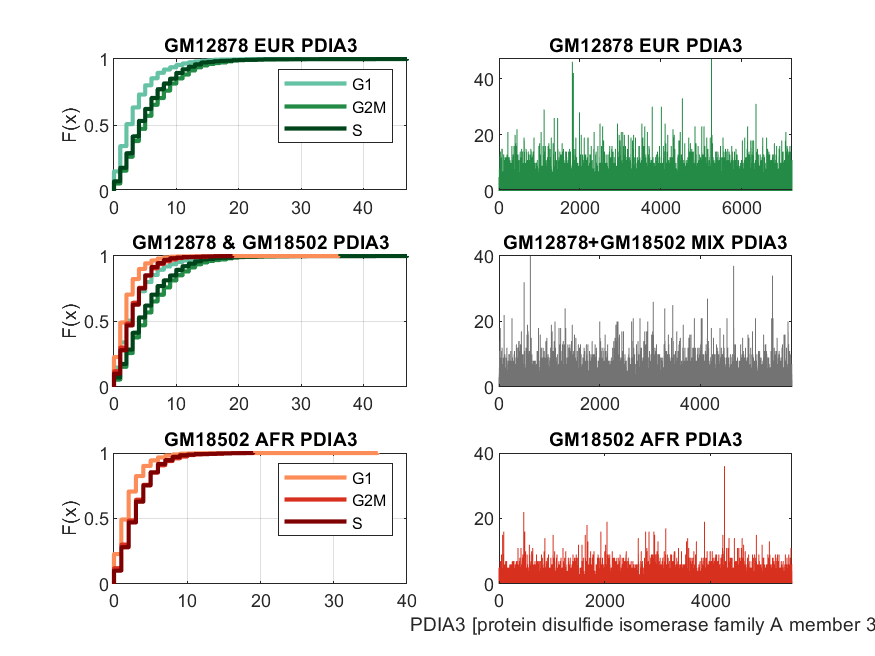 GM12878 EUR PDIA3
F(x)
1
0.5
0
0 10 20 30 40
G1
G2M
S
GM12878 EUR PDIA3
40
20
0
0 2000 4000 6000
GM12878 & GM18502 PDIA3
F(x)
1
0.5
0
0 10 20 30 40
GM12878+GM18502 MIX PDIA3
40
20
0
0 2000 4000
GM18502 AFR PDIA3
F(x)
1
0.5
0
0 10 20 30 40
G1
G2M
S
GM18502 AFR PDIA3
40
20
0
0 2000 4000
PDIA3 [protein disulfide isomerase family A member 3